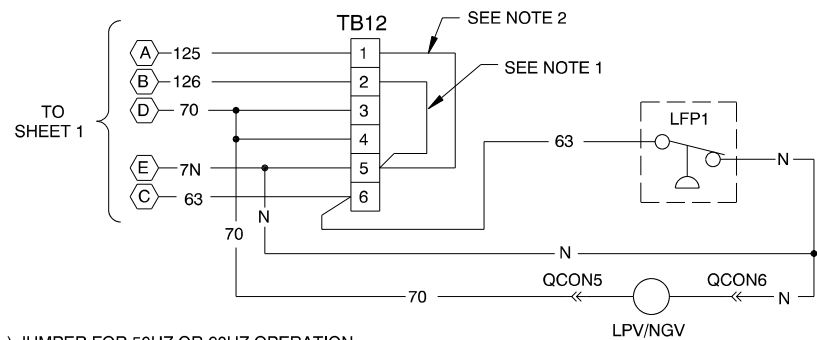 TB12
SEE NOTE 2
A 125
1
B 126
2
SEE NOTE 1
TO
SHEET 1
D 70
3
4
LFP1
63
E 7N
5
N
C 63
6
N
70
N
QCON5
QCON6
70
N
LPV/NGV